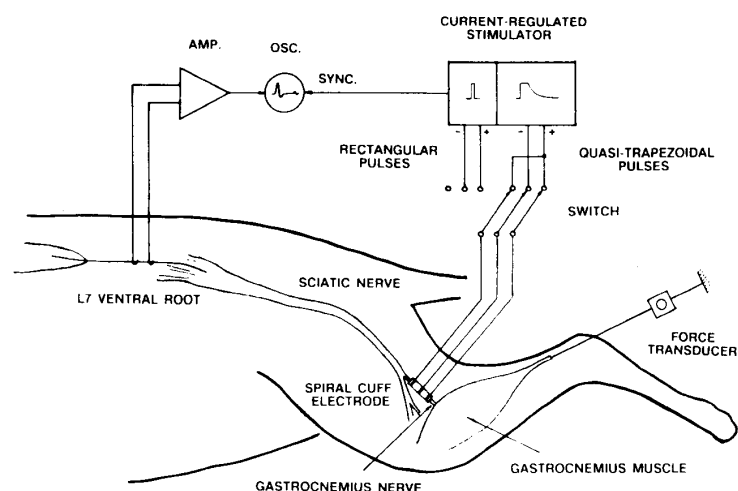 CURRENT-REGULATED
STIMULATOR
AMP.
OSC.
SYNC.
- +
- +
RECTANGULAR
PULSES
QUASI-TRAPEZOIDAL
PULSES
SWITCH
SCIATIC NERVE
L7 VENTRAL ROOT
FORCE
TRANSDUCER
SPIRAL CUFF
ELECTRODE
GASTROCNEMIUS MUSCLE
GASTROCNEMIUS NERVE